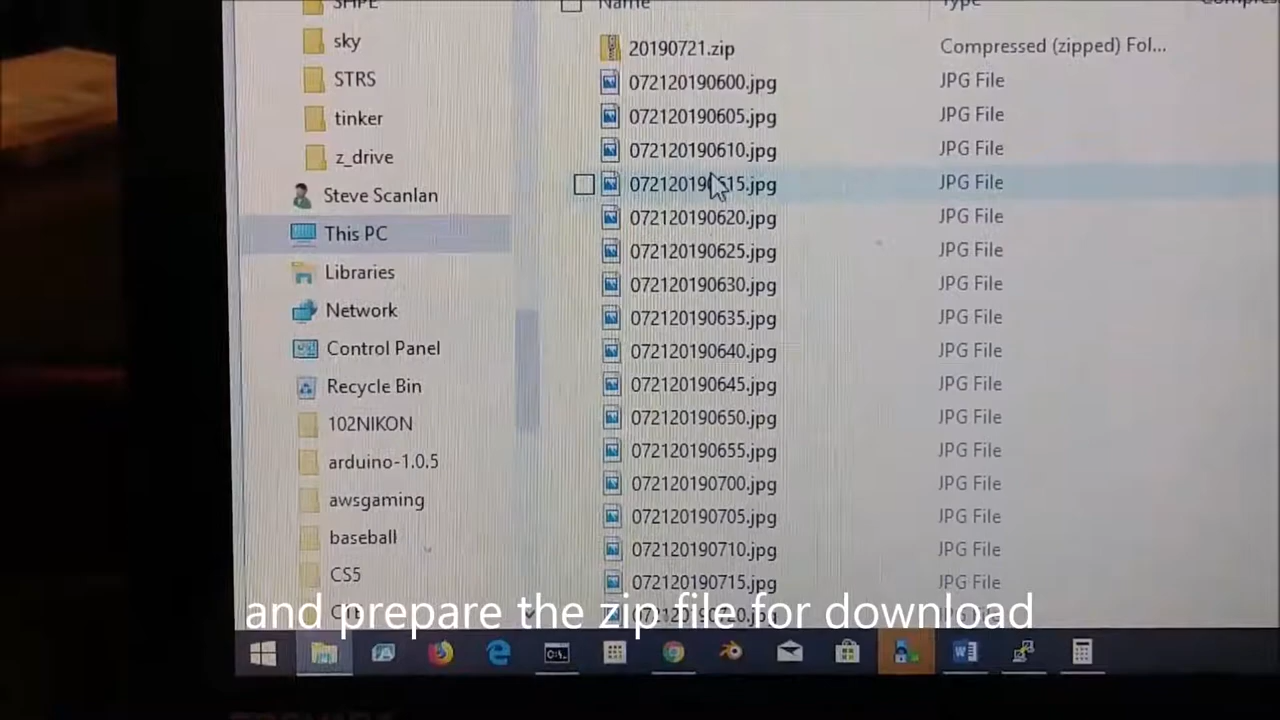 SHPE
sky
STRS
tinker
z_drive
Steve Scanlan
This PC
Libraries
Network
Control Panel
Recycle Bin
102NIKON
arduino-1.0.5
awsgaming
baseball
CS5
Name Type
20190721.zip Compressed (zipped) Fol...
072120190600.jpg JPG File
072120190605.jpg JPG File
072120190610.jpg JPG File
072120190615.jpg JPG File
072120190620.jpg JPG File
072120190625.jpg JPG File
072120190630.jpg JPG File
072120190635.jpg JPG File
072120190640.jpg JPG File
072120190645.jpg JPG File
072120190650.jpg JPG File
072120190655.jpg JPG File
072120190700.jpg JPG File
072120190705.jpg JPG File
072120190710.jpg JPG File
072120190715.jpg JPG File
and prepare the zip file for download